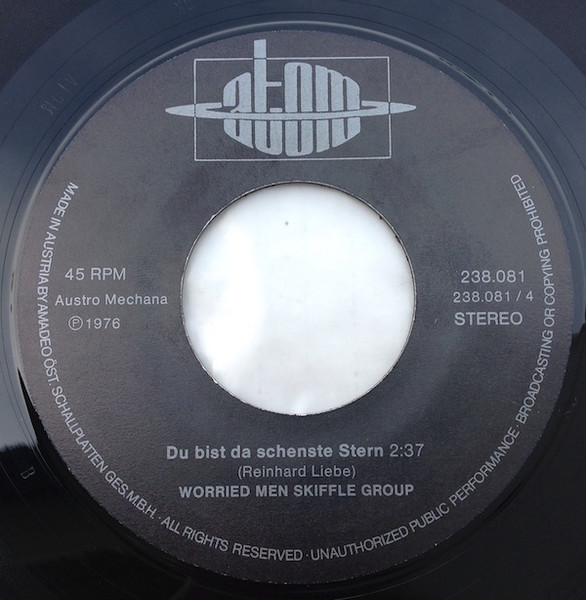 atom
45 RPM
Austro Mechana
Ⓟ 1976
238.081
238.081 / 4
STEREO
Du bist da schenste Stern 2:37
(Reinhard Liebe)
WORRIED MEN SKIFFLE GROUP
MADE IN AUSTRIA BY AMADEO ÖST. SCHALLPLATTEN GES.M.B.H. · ALL RIGHTS RESERVED · UNAUTHORIZED PUBLIC PERFORMANCE · BROADCASTING OR COPYING PROHIBITED